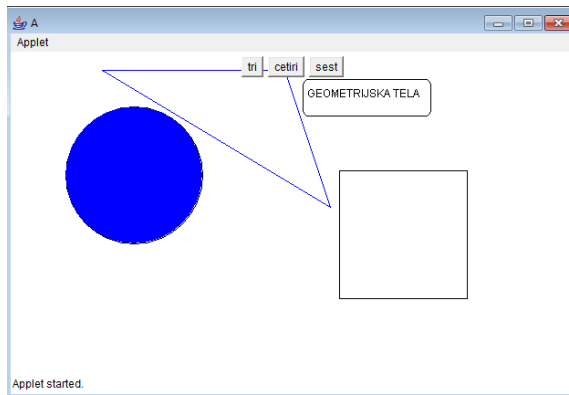 A
Applet
tri cetiri sest
GEOMETRIJSKA TELA
Applet started.